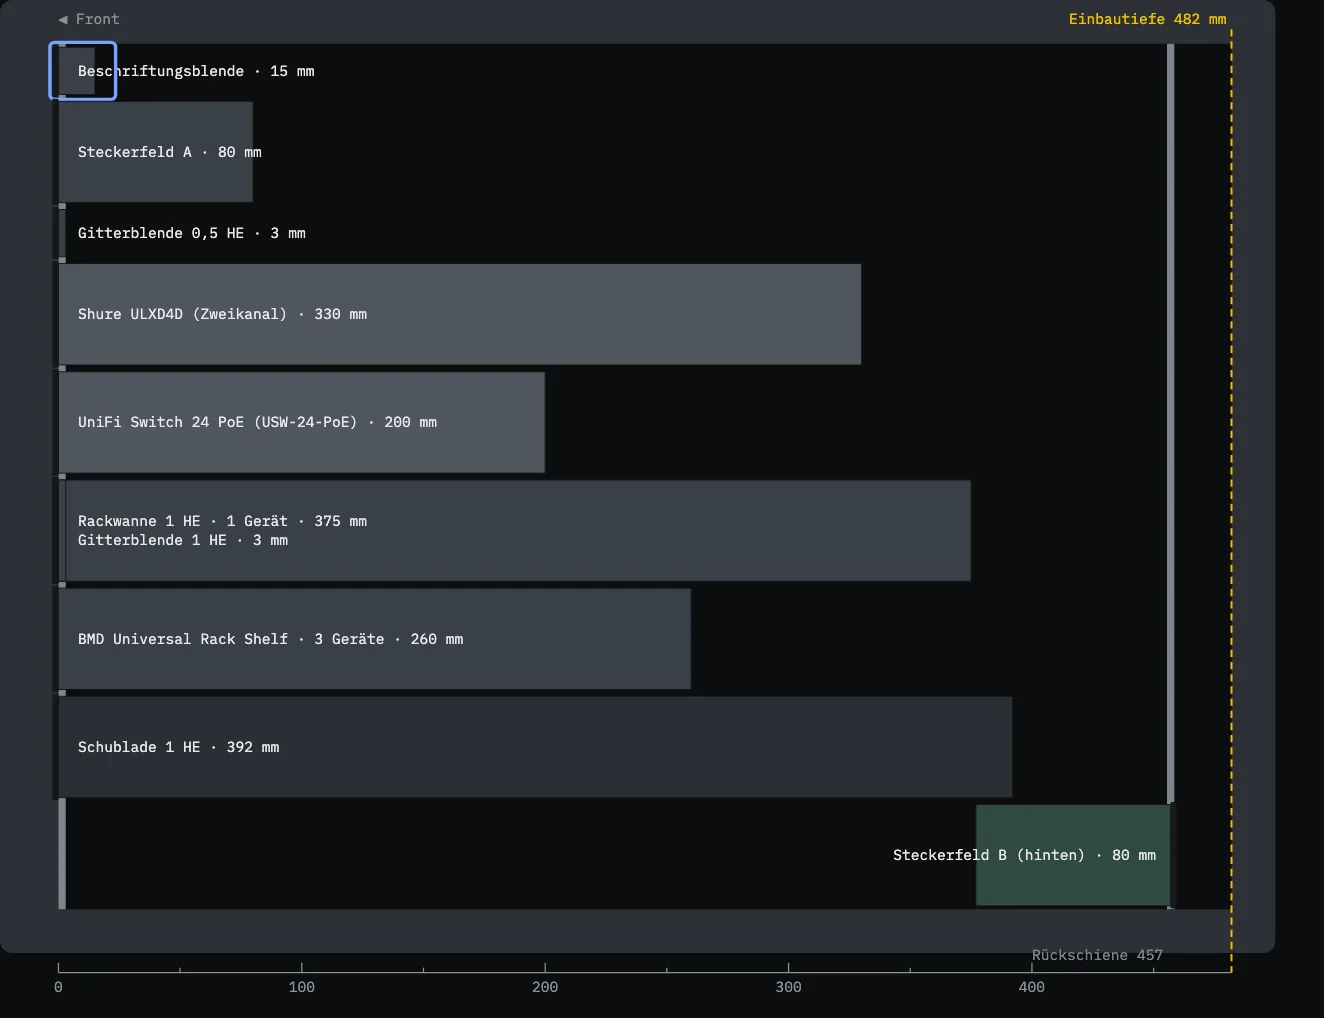 ◀ Front
Einbautiefe 482 mm
Beschriftungsblende · 15 mm
Steckerfeld A · 80 mm
Gitterblende 0,5 HE · 3 mm
Shure ULXD4D (Zweikanal) · 330 mm
UniFi Switch 24 PoE (USW-24-PoE) · 200 mm
Rackwanne 1 HE · 1 Gerät · 375 mm
Gitterblende 1 HE · 3 mm
BMD Universal Rack Shelf · 3 Geräte · 260 mm
Schublade 1 HE · 392 mm
Steckerfeld B (hinten) · 80 mm
Rückschiene 457
0 100 200 300 400